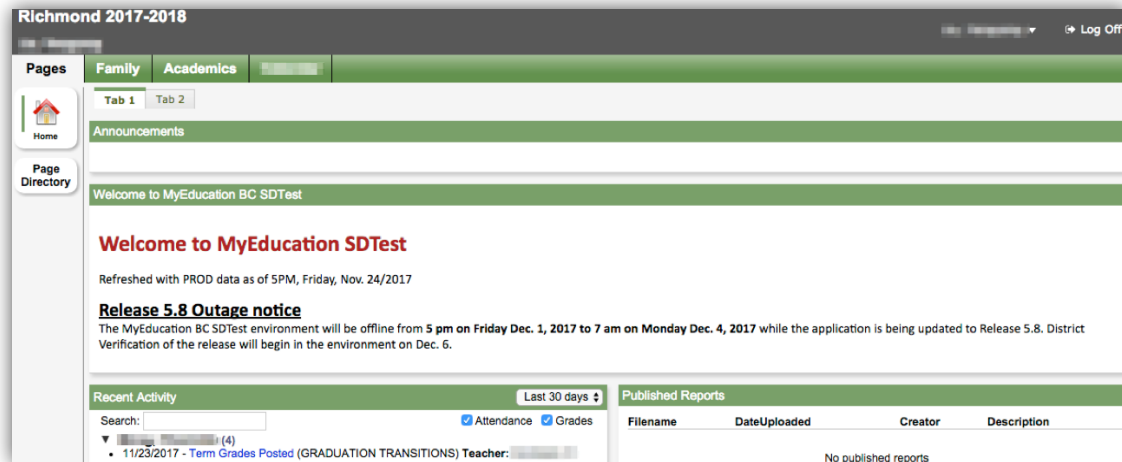 Richmond 2017-2018
Log Off
Pages
Family
Academics
Home
Page
Directory
Tab 1
Tab 2
Announcements
Welcome to MyEducation BC SDTest
Welcome to MyEducation SDTest
Refreshed with PROD data as of 5PM, Friday, Nov. 24/2017
Release 5.8 Outage notice
The MyEducation BC SDTest environment will be offline from 5 pm on Friday Dec. 1, 2017 to 7 am on Monday Dec. 4, 2017 while the application is being updated to Release 5.8. District
Verification of the release will begin in the environment on Dec. 6.
Recent Activity
Last 30 days
Search:
Attendance
Grades
(4)
11/23/2017 - Term Grades Posted (GRADUATION TRANSITIONS) Teacher:
Published Reports
Filename DateUploaded Creator Description
No published reports